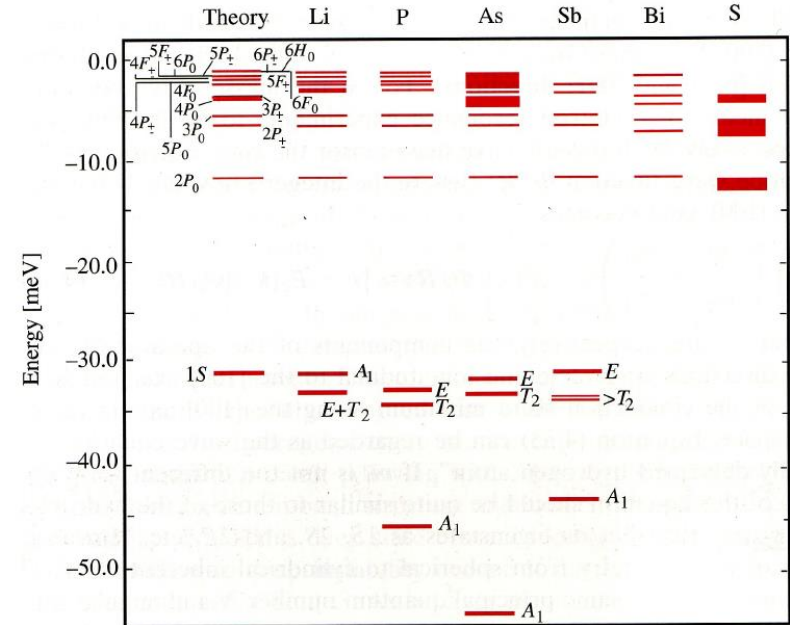 Theory Li P As Sb Bi S
0.0
5F± 5P± 6P± 6H0
4F± 6P0
5F±
4F0 6F0
4P0
4P± 3P0 3P±
2P±
5P0
−10.0
2P0
−20.0
Energy [meV]
−30.0
1S A1 E
E E
E+T2 T2 T2 >T2
−40.0
A1
A1
−50.0
A1